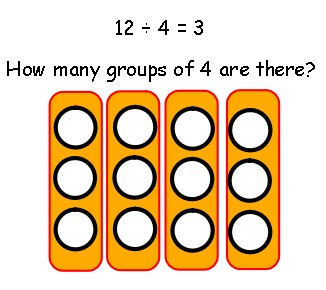 12 ÷ 4 = 3
How many groups of 4 are there?